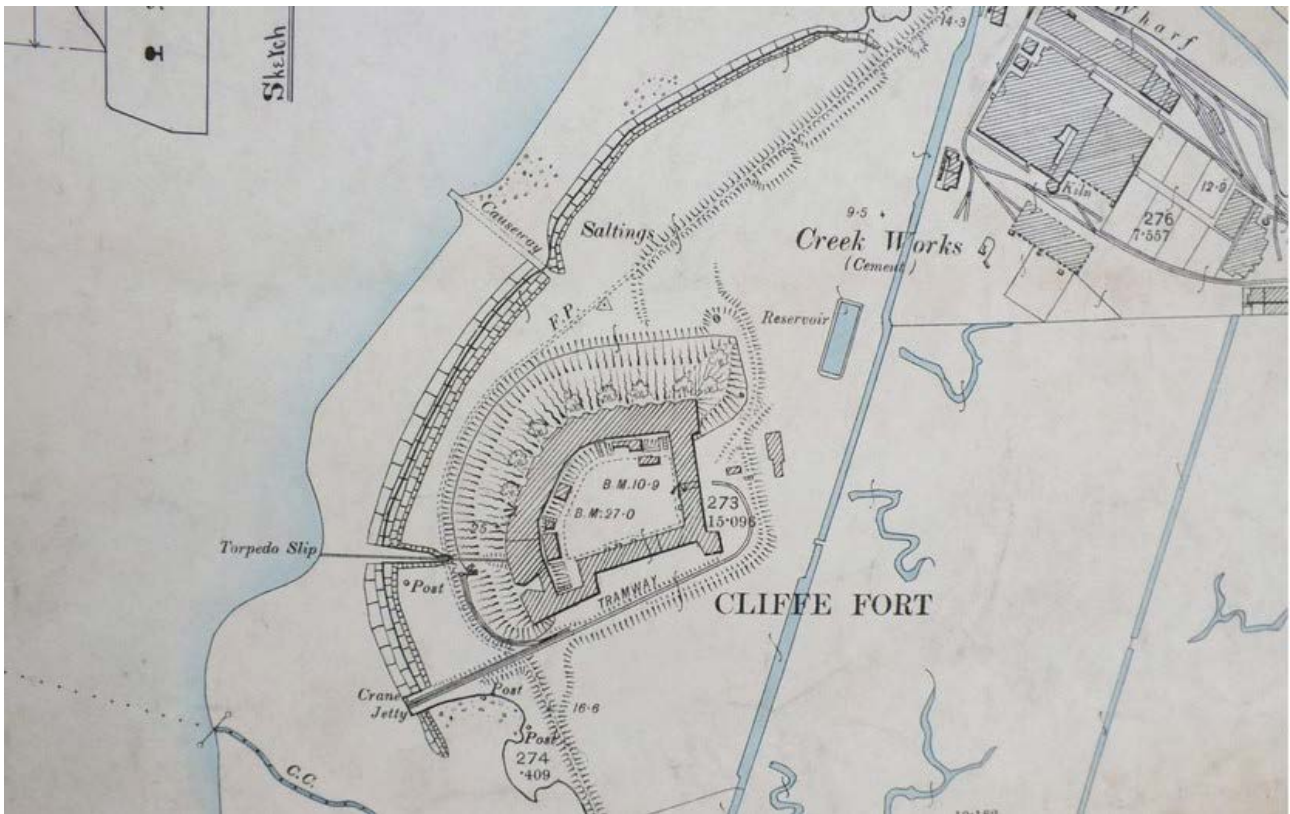 Sketch
14·3
Wharf
Causeway
Saltings
9·5
Creek Works
(Cement)
Kiln
12·9
276
7·557
F.P.
Reservoir
B.M.10·9
B.M.27·0
273
15·096
Torpedo Slip
Post
TRAMWAY
CLIFFE FORT
Crane
Jetty
Post
16·6
Post
274
·409
C.C.